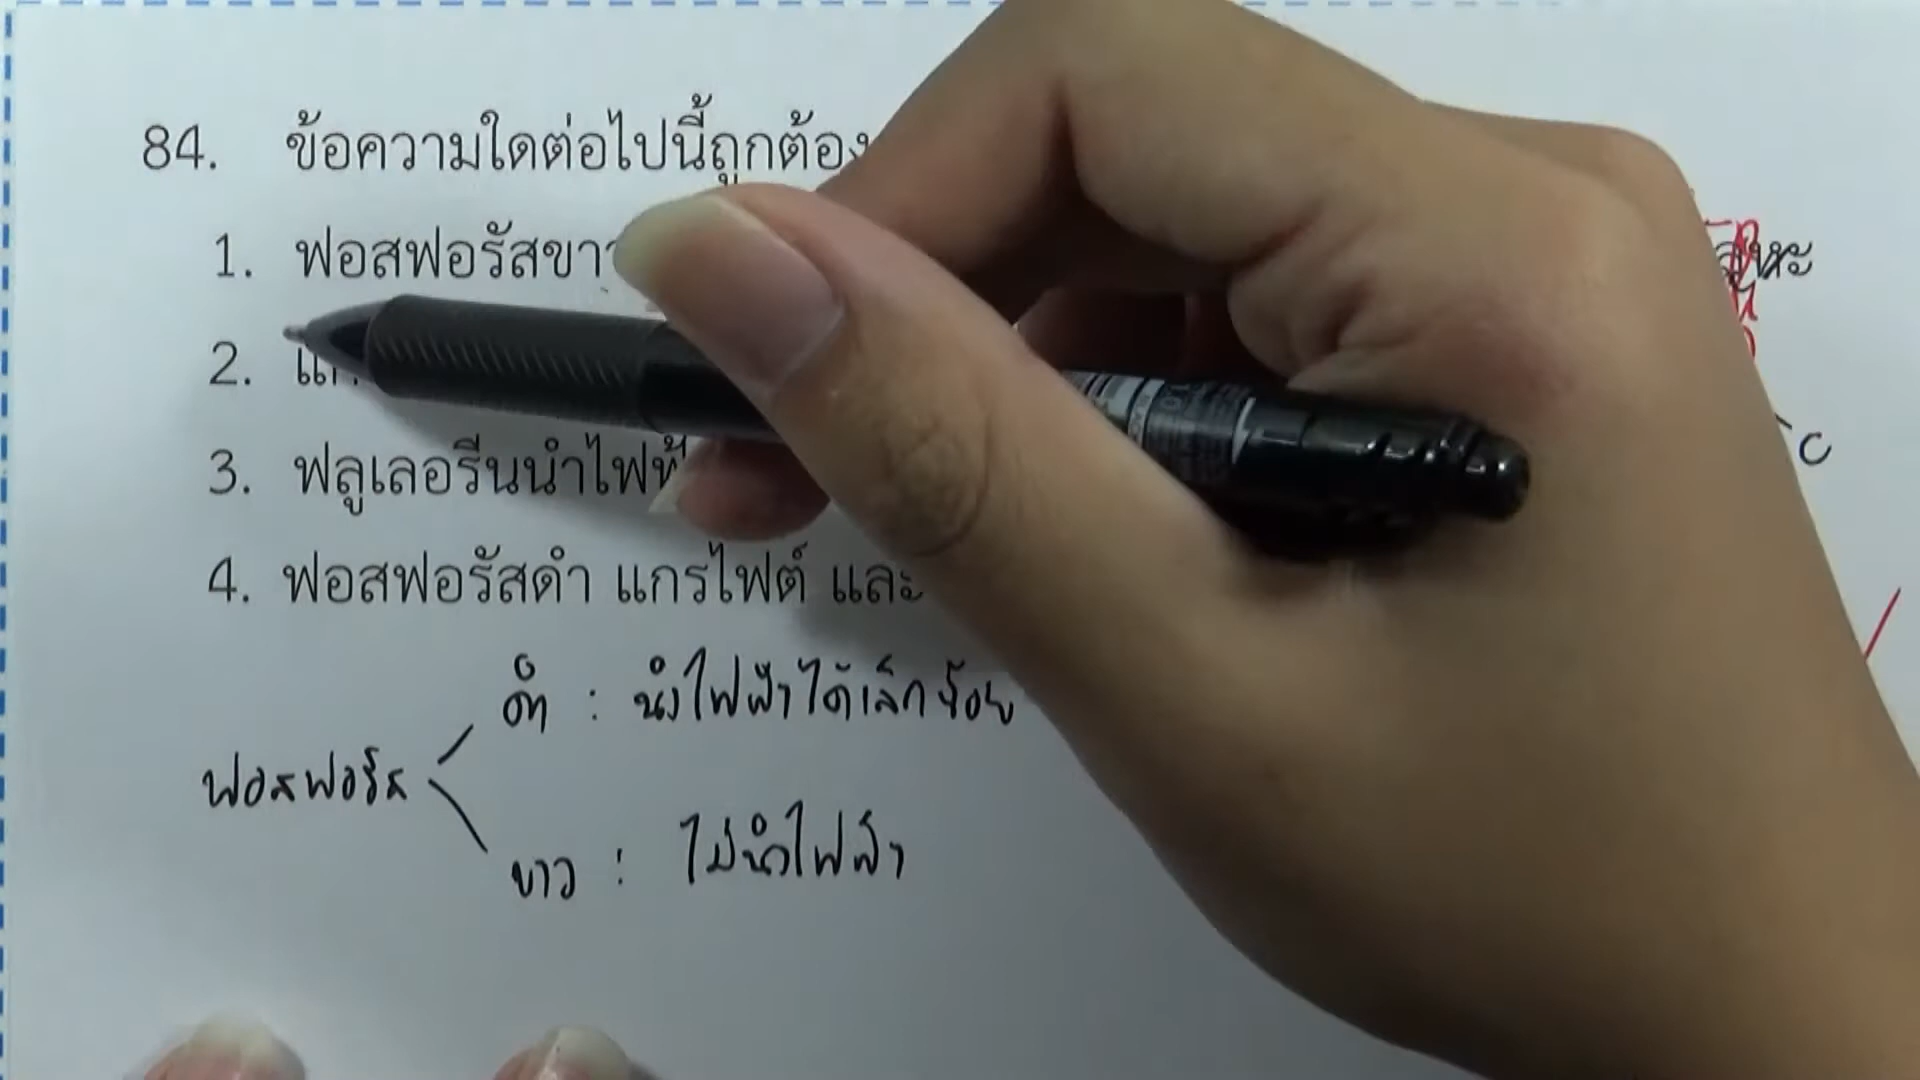 84. ข้อความใดต่อไปนี้ถูกต้อง
1. ฟอสฟอรัสขาว
2.
3. ฟลูเลอรีนนำไฟฟ้
4. ฟอสฟอรัสดำ แกรไฟต์ และ
ดำ : นำไฟฟ้าได้เล็กน้อย
ฟอสฟอรัส
ขาว : ไม่นำไฟฟ้า